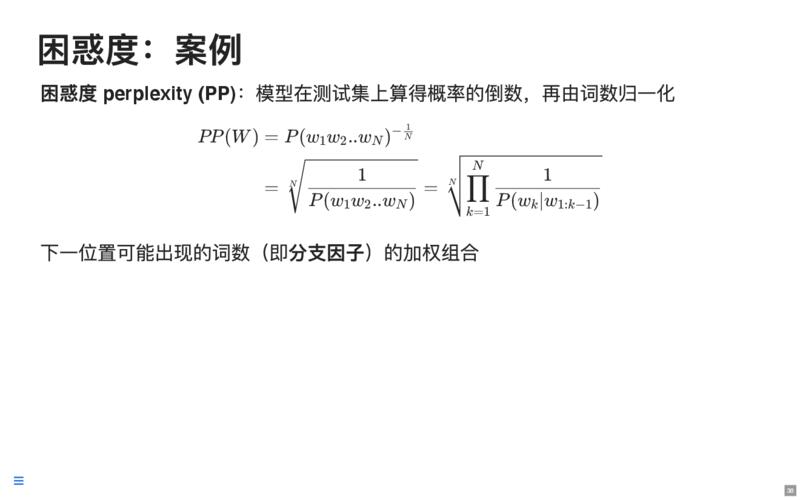 困惑度：案例
困惑度 perplexity (PP)：模型在测试集上算得概率的倒数，再由词数归一化
PP(W) = P(w₁w₂..w_N)^{-\frac{1}{N}}
= \sqrt[N]{\frac{1}{P(w₁w₂..w_N)}} = \sqrt[N]{\prod_{k=1}^{N} \frac{1}{P(w_k|w_{1:k-1})}}
下一位置可能出现的词数（即分支因子）的加权组合